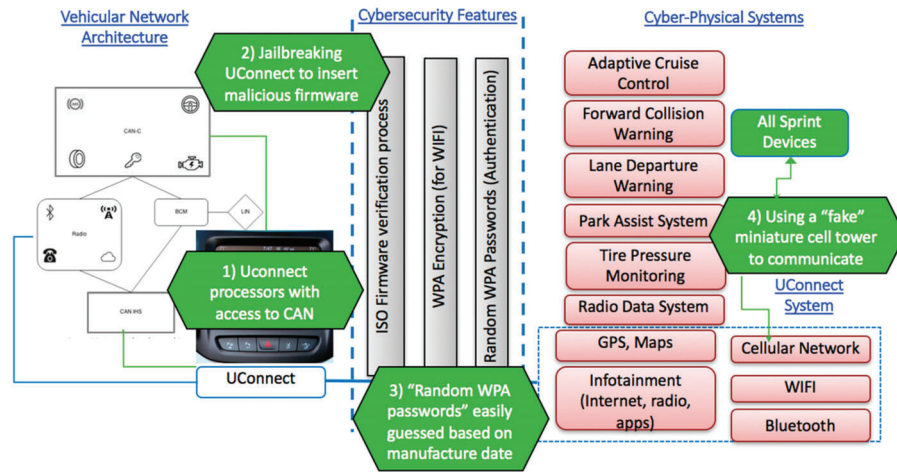 Vehicular Network
Architecture
Cybersecurity Features
Cyber-Physical Systems
2) Jailbreaking
UConnect to insert
malicious firmware
CAN-C
Radio
BCM
LIN
CAN IHS
1) Uconnect
processors with
access to CAN
UConnect
ISO Firmware verification process
WPA Encryption (for WIFI)
Random WPA Passwords (Authentication)
3) “Random WPA
passwords” easily
guessed based on
manufacture date
Adaptive Cruise
Control
Forward Collision
Warning
Lane Departure
Warning
Park Assist System
Tire Pressure
Monitoring
Radio Data System
GPS, Maps
Infotainment
(Internet, radio,
apps)
All Sprint
Devices
4) Using a “fake”
miniature cell tower
to communicate
UConnect
System
Cellular Network
WIFI
Bluetooth